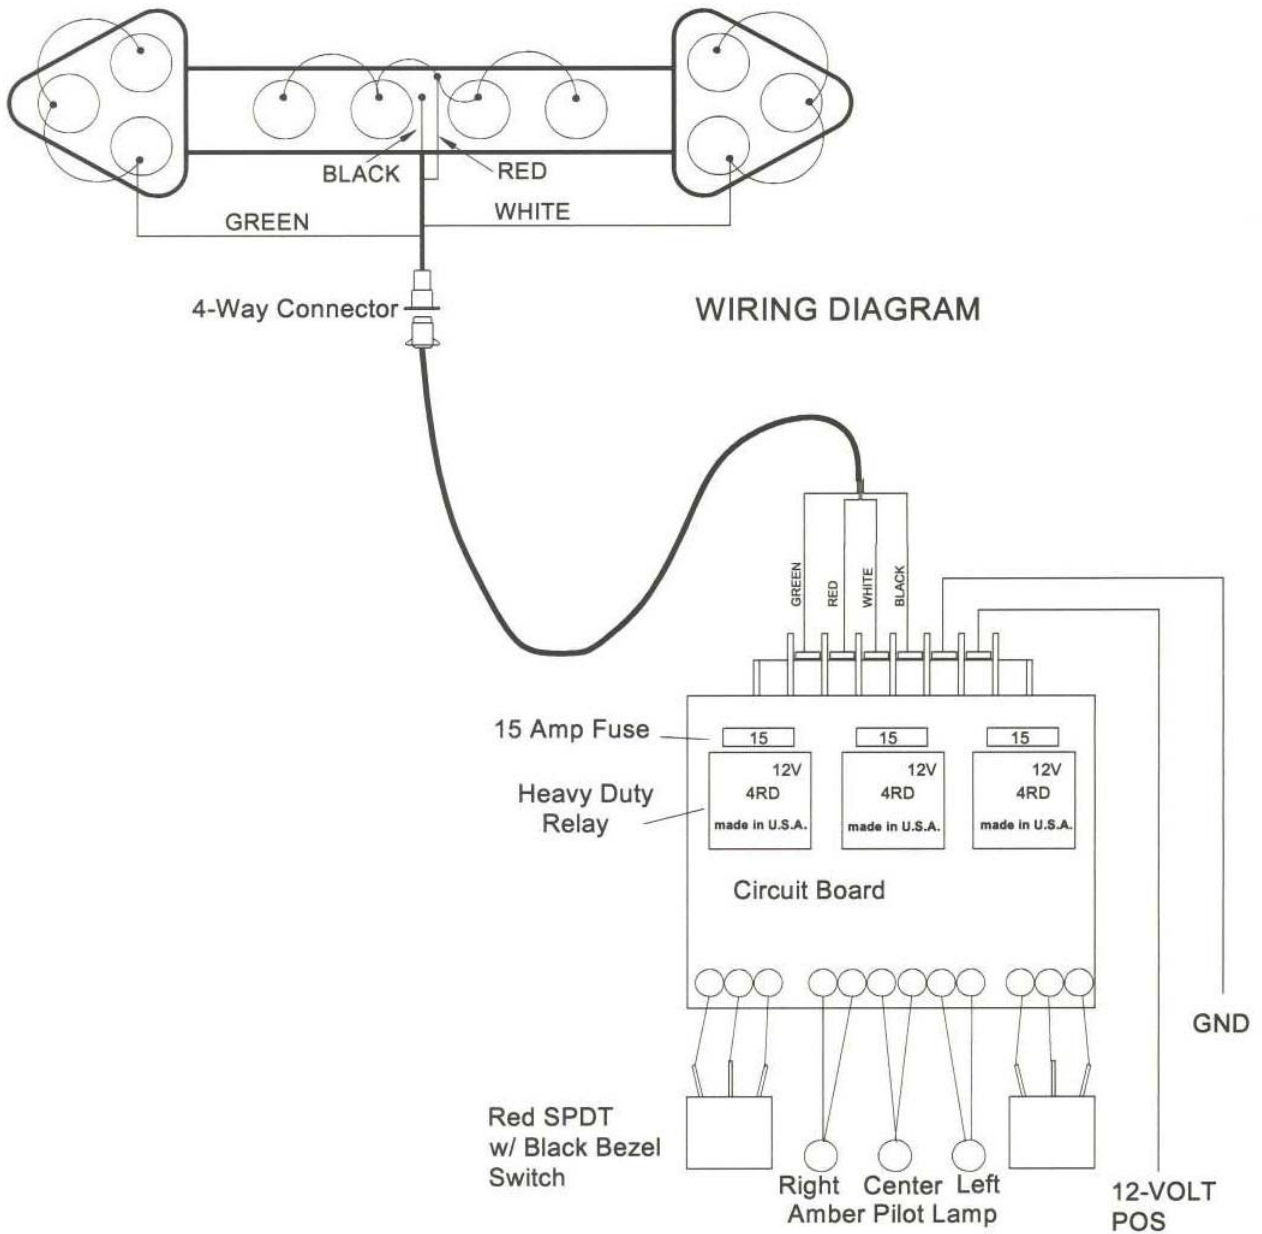 BLACK
RED
GREEN
WHITE
4-Way Connector
WIRING DIAGRAM
GREEN
RED
WHITE
BLACK
15 Amp Fuse
15
15
15
Heavy Duty
Relay
12V
4RD
made in U.S.A.
12V
4RD
made in U.S.A.
12V
4RD
made in U.S.A.
Circuit Board
GND
Red SPDT
w/ Black Bezel
Switch
Right Center Left
Amber Pilot Lamp
12-VOLT
POS